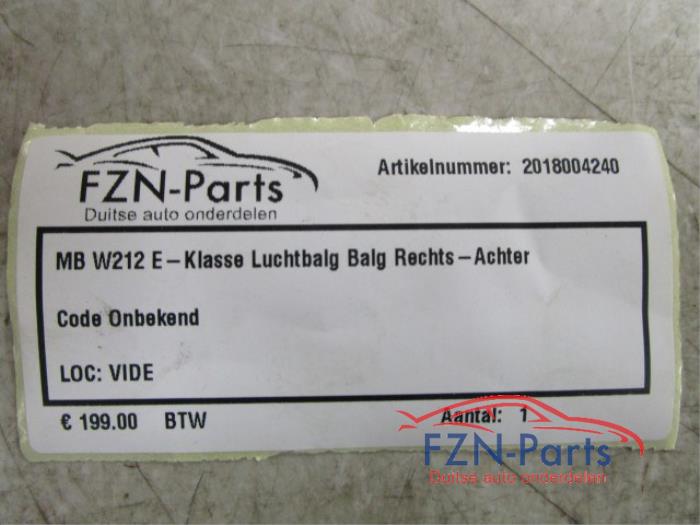 FZN-Parts
Duitse auto onderdelen
Artikelnummer: 2018004240
MB W212 E-Klasse Luchtbalg Balg Rechts-Achter
Code Onbekend
LOC: VIDE
€ 199.00 BTW
Aantal: 1
FZN-Parts
Duitse auto onderdelen